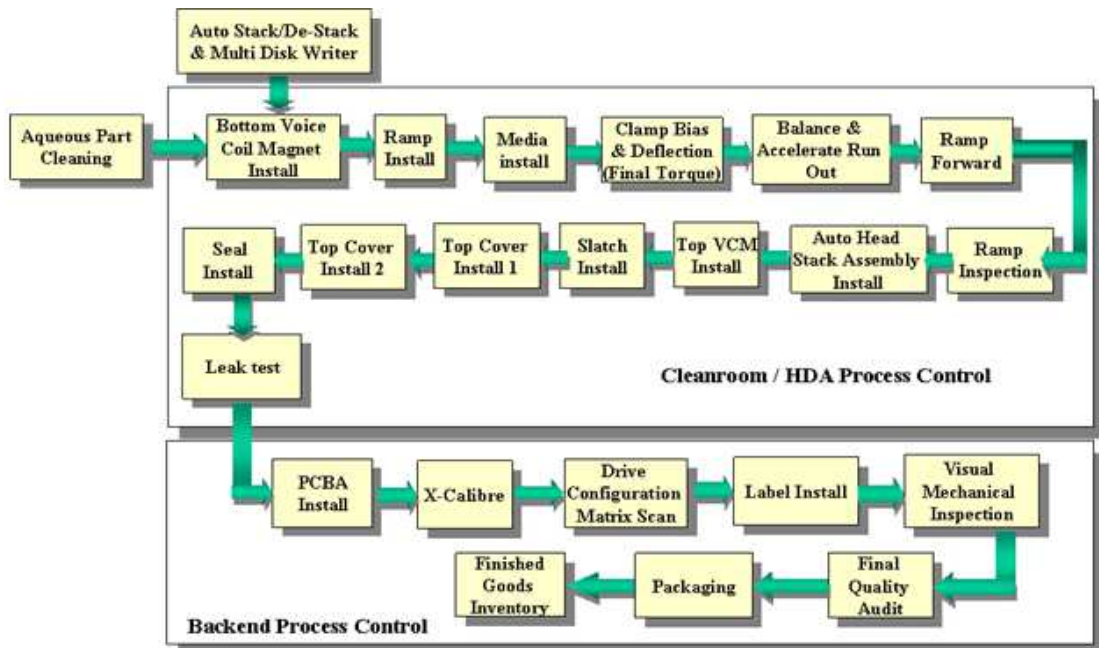 Auto Stack/De-Stack
& Multi Disk Writer
Aqueous Part
Cleaning
Bottom Voice
Coil Magnet
Install
Ramp
Install
Media
install
Clamp Bias
& Deflection
(Final Torque)
Balance &
Accelerate Run
Out
Ramp
Forward
Ramp
Inspection
Auto Head
Stack Assembly
Install
Top VCM
Install
Slatch
Install
Top Cover
Install 1
Top Cover
Install 2
Seal
Install
Leak test
Cleanroom / HDA Process Control
PCBA
Install
X-Calibre
Drive
Configuration
Matrix Scan
Label Install
Visual
Mechanical
Inspection
Final
Quality
Audit
Packaging
Finished
Goods
Inventory
Backend Process Control